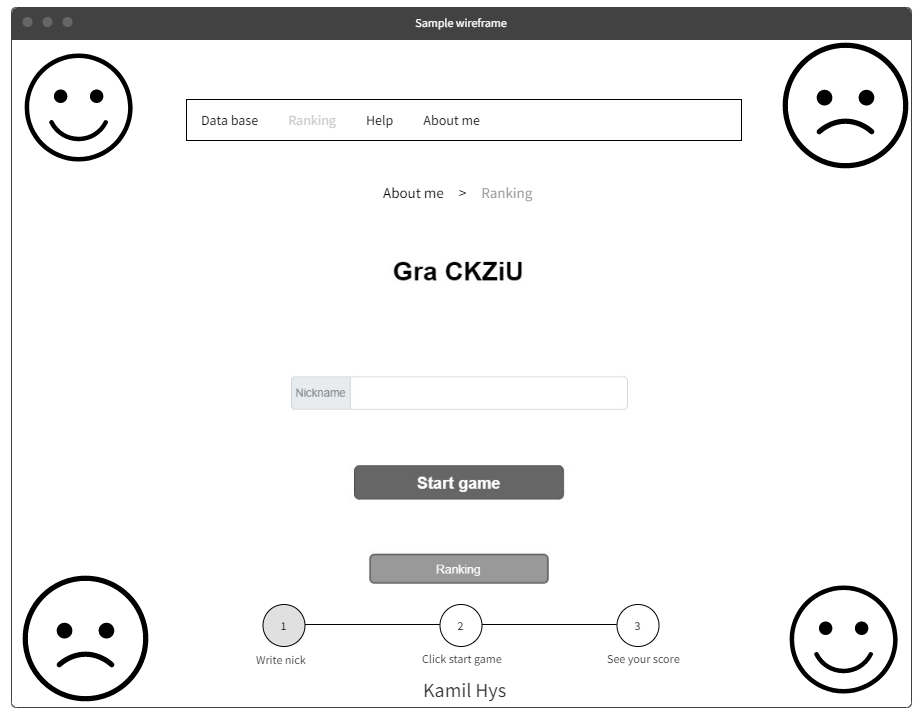 Sample wireframe
Data base Ranking Help About me
About me > Ranking
Gra CKZiU
Nickname
Start game
Ranking
1 2 3
Write nick Click start game See your score
Kamil Hys